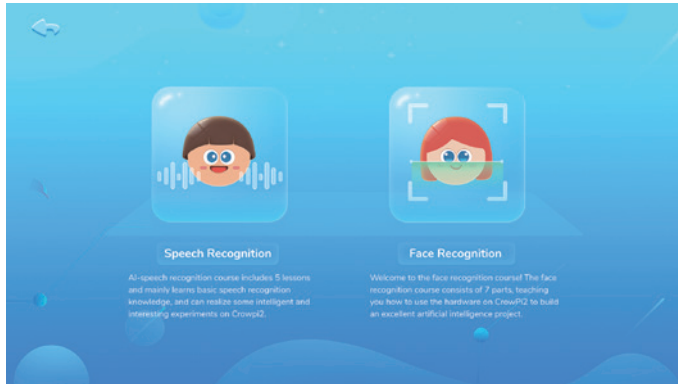 Speech Recognition
AI-speech recognition course includes 5 lessons
and mainly learns basic speech recognition
knowledge, and can realize some intelligent and
interesting experiments on Crowpi2.
Face Recognition
Welcome to the face recognition course! The face
recognition course consists of 7 parts, teaching
you how to use the hardware on CrowPi2 to build
an excellent artificial intelligence project.